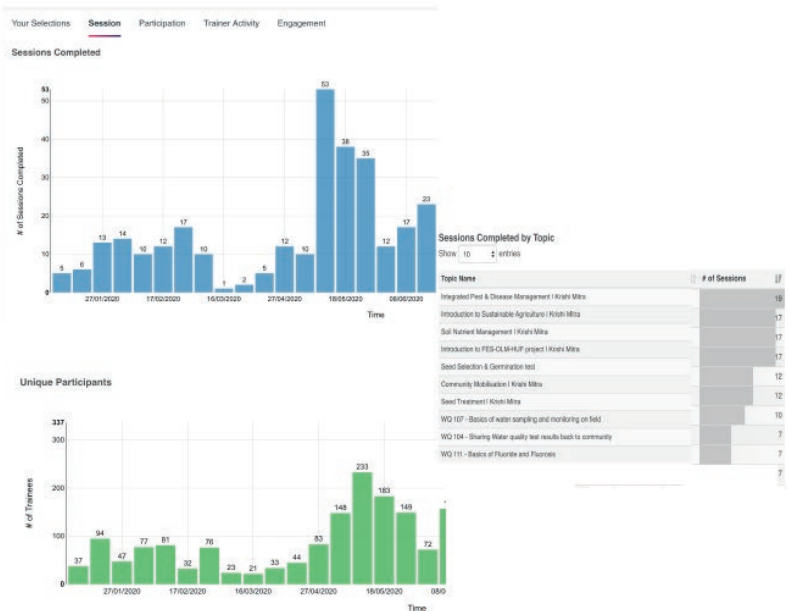 Your Selections Session Participation Trainer Activity Engagement
Sessions Completed
# of Sessions Completed
53
50
40
30
20
10
0
5 6 13 14 10 12 17 10 1 2 5 12 10 53 38 35 12 17 23
27/01/2020 17/02/2020 16/03/2020 27/04/2020 18/05/2020 08/06/2020
Time
Sessions Completed by Topic
Show 10 entries
Topic Name # of Sessions
Integrated Pest & Disease Management I Krishi Mitra 19
Introduction to Sustainable Agriculture I Krishi Mitra 17
Soil Nutrient Management I Krishi Mitra 17
Introduction to FES-OLM-HUF project I Krishi Mitra 17
Seed Selection & Germination test 12
Community Mobilisation I Krishi Mitra 12
Seed Treatment I Krishi Mitra 10
WQ 107 - Basics of water sampling and monitoring on field 7
WQ 104 - Sharing Water quality test results back to community 7
WQ 111 - Basics of Fluoride and Fluorosis 7
Unique Participants
# of Trainees
337
300
200
100
0
37 94 47 77 81 32 76 23 21 33 44 83 148 233 183 149 72
27/01/2020 17/02/2020 16/03/2020 27/04/2020 18/05/2020 08/0
Time